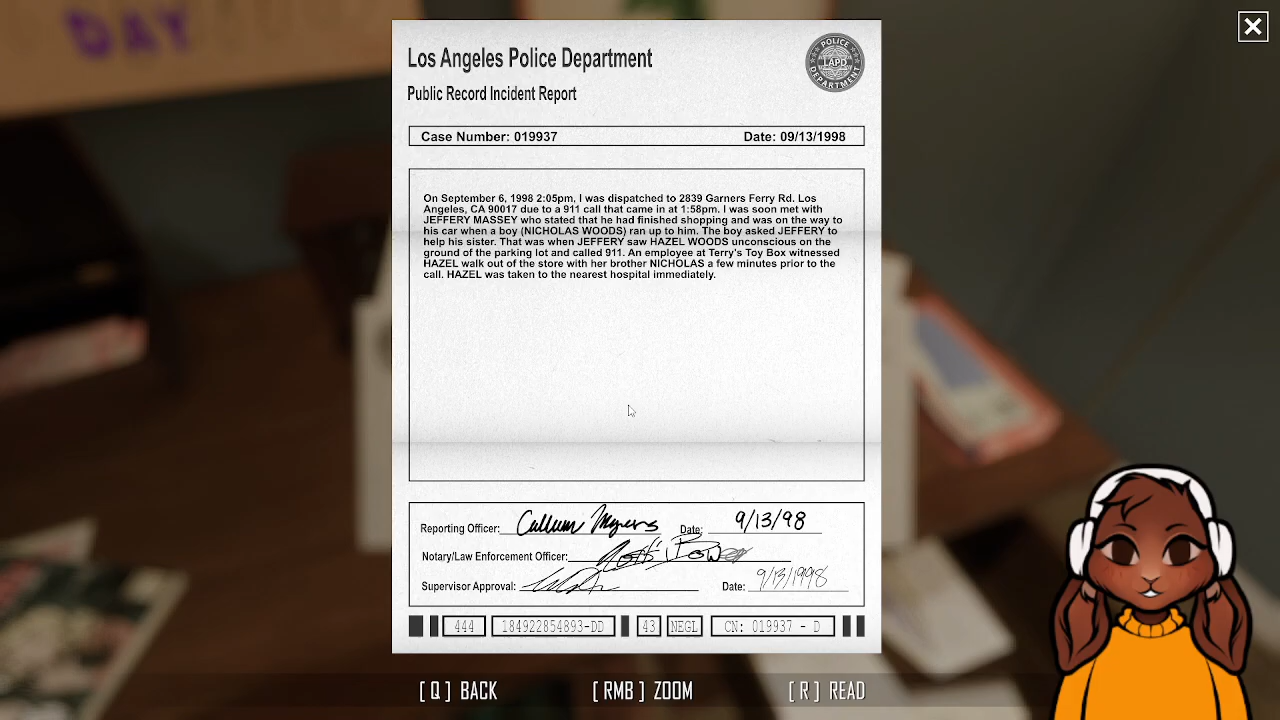 DAY
Los Angeles Police Department
Public Record Incident Report
POLICE
LAPD
DEPARTMENT
Case Number: 019937 Date: 09/13/1998
On September 6, 1998 2:05pm, I was dispatched to 2839 Garners Ferry Rd. Los
Angeles, CA 90017 due to a 911 call that came in at 1:58pm. I was soon met with
JEFFERY MASSEY who stated that he had finished shopping and was on the way to
his car when a boy (NICHOLAS WOODS) ran up to him. The boy asked JEFFERY to
help his sister. That was when JEFFERY saw HAZEL WOODS unconscious on the
ground of the parking lot and called 911. An employee at Terry's Toy Box witnessed
HAZEL walk out of the store with her brother NICHOLAS a few minutes prior to the
call. HAZEL was taken to the nearest hospital immediately.
Reporting Officer: Callum Myers Date: 9/13/98
Notary/Law Enforcement Officer:
Supervisor Approval: Date: 9/13/1998
444 184922854893-DD 43 NEGL CN: 019937 - D
[ Q ] BACK [ RMB ] ZOOM [ R ] READ